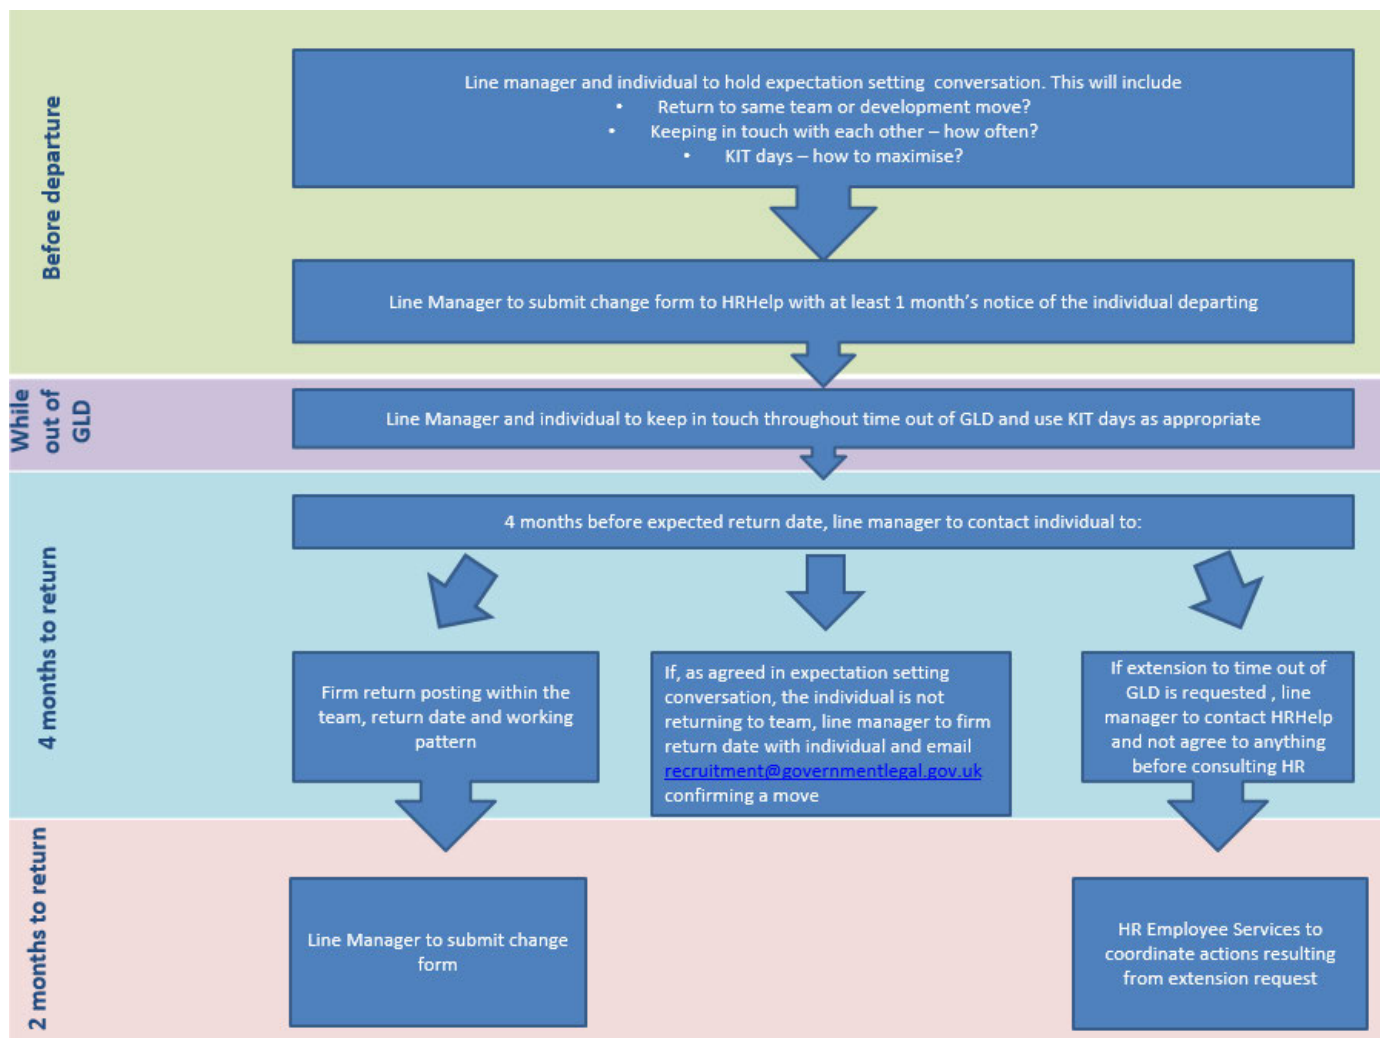 Before departure
Line manager and individual to hold expectation setting conversation. This will include
• Return to same team or development move?
• Keeping in touch with each other – how often?
• KIT days – how to maximise?
Line Manager to submit change form to HRHelp with at least 1 month’s notice of the individual departing
While
out of
GLD
Line Manager and individual to keep in touch throughout time out of GLD and use KIT days as appropriate
4 months to return
4 months before expected return date, line manager to contact individual to:
Firm return posting within the
team, return date and working
pattern
If, as agreed in expectation setting
conversation, the individual is not
returning to team, line manager to firm
return date with individual and email
recruitment@governmentlegal.gov.uk
confirming a move
If extension to time out of
GLD is requested , line
manager to contact HRHelp
and not agree to anything
before consulting HR
2 months to return
Line Manager to submit change
form
HR Employee Services to
coordinate actions resulting
from extension request